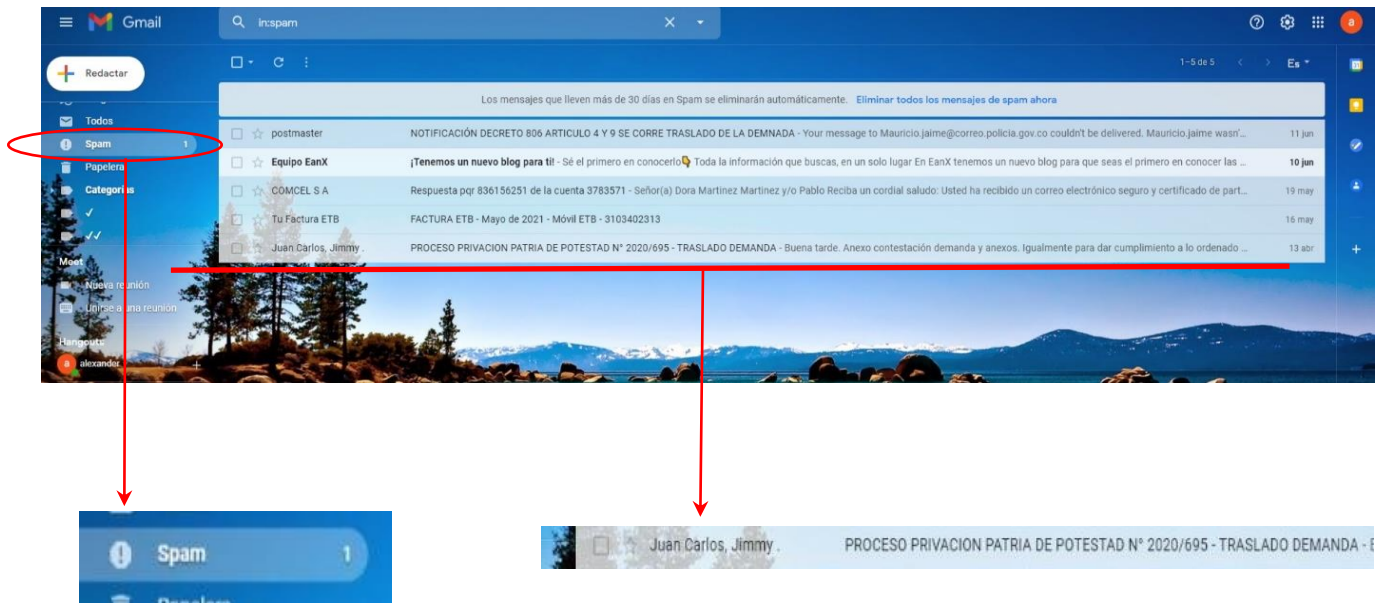 Gmail
in:spam
a
Redactar
1–5 de 5
Es
Los mensajes que lleven más de 30 días en Spam se eliminarán automáticamente. Eliminar todos los mensajes de spam ahora
Todos
Spam 1
Papelera
Categorías
Meet
Nueva reunión
Unirse a una reunión
Hangouts
a alexander
postmaster NOTIFICACIÓN DECRETO 806 ARTICULO 4 Y 9 SE CORRE TRASLADO DE LA DEMNADA - Your message to Mauricio.jaime@correo.policia.gov.co couldn't be delivered. Mauricio.jaime wasn'... 11 jun
Equipo EanX ¡Tenemos un nuevo blog para ti! - Sé el primero en conocerlo👇 Toda la información que buscas, en un solo lugar En EanX tenemos un nuevo blog para que seas el primero en conocer las ... 10 jun
COMCEL S A Respuesta pqr 836156251 de la cuenta 3783571 - Señor(a) Dora Martinez Martinez y/o Pablo Reciba un cordial saludo: Usted ha recibido un correo electrónico seguro y certificado de part... 19 may
Tu Factura ETB FACTURA ETB - Mayo de 2021 - Móvil ETB - 3103402313 16 may
Juan Carlos, Jimmy . PROCESO PRIVACION PATRIA DE POTESTAD N° 2020/695 - TRASLADO DEMANDA - Buena tarde. Anexo contestación demanda y anexos. Igualmente para dar cumplimiento a lo ordenado ... 13 abr
Spam 1
Juan Carlos, Jimmy . PROCESO PRIVACION PATRIA DE POTESTAD N° 2020/695 - TRASLADO DEMANDA -